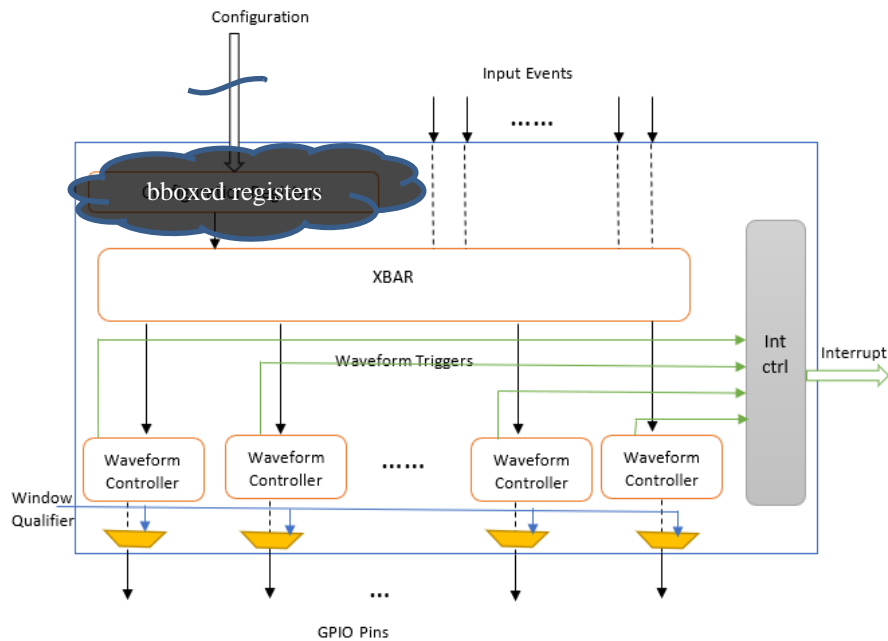 Configuration
Input Events
……
bboxed registers
XBAR
Int
ctrl
Interrupt
Waveform Triggers
Waveform
Controller
Waveform
Controller
……
Waveform
Controller
Waveform
Controller
Window
Qualifier
...
GPIO Pins